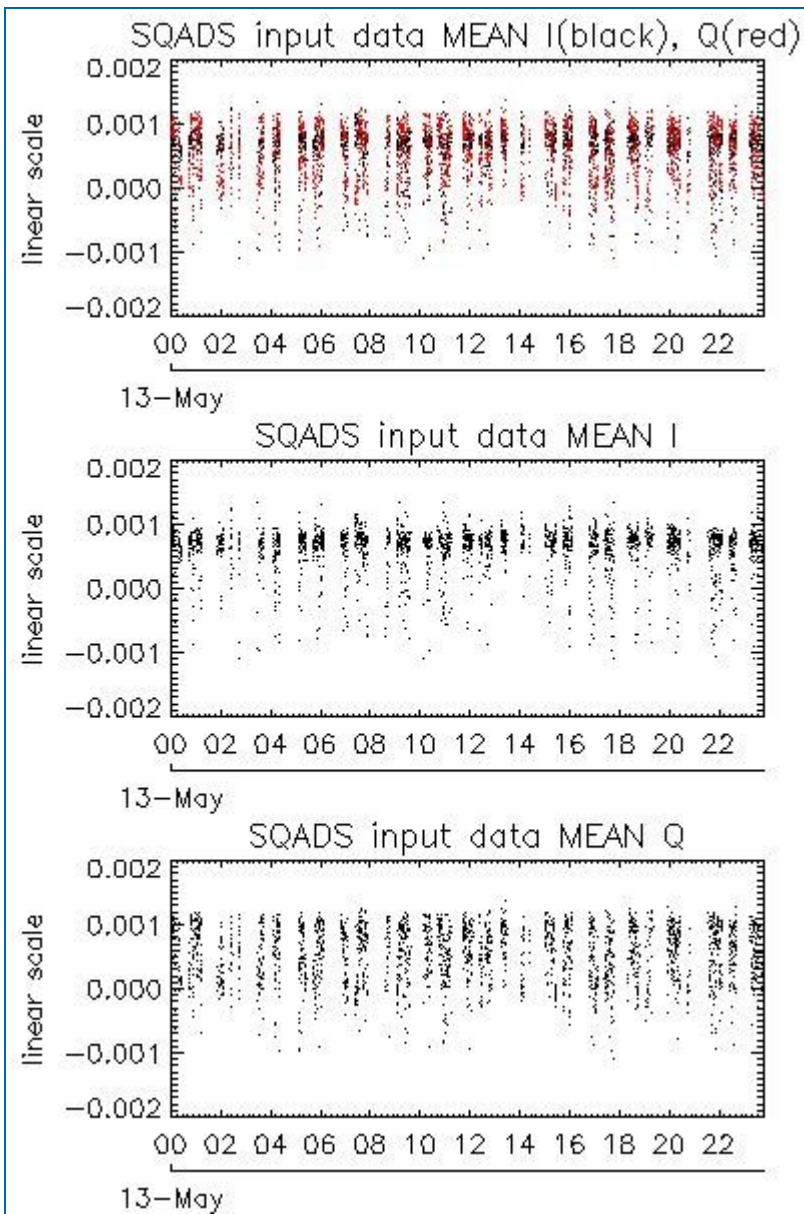 SQADS input data MEAN I(black), Q(red)
linear scale
0.002
0.001
0.000
−0.001
−0.002
00 02 04 06 08 10 12 14 16 18 20 22
13-May
SQADS input data MEAN I
linear scale
0.002
0.001
0.000
−0.001
−0.002
00 02 04 06 08 10 12 14 16 18 20 22
13-May
SQADS input data MEAN Q
linear scale
0.002
0.001
0.000
−0.001
−0.002
00 02 04 06 08 10 12 14 16 18 20 22
13-May